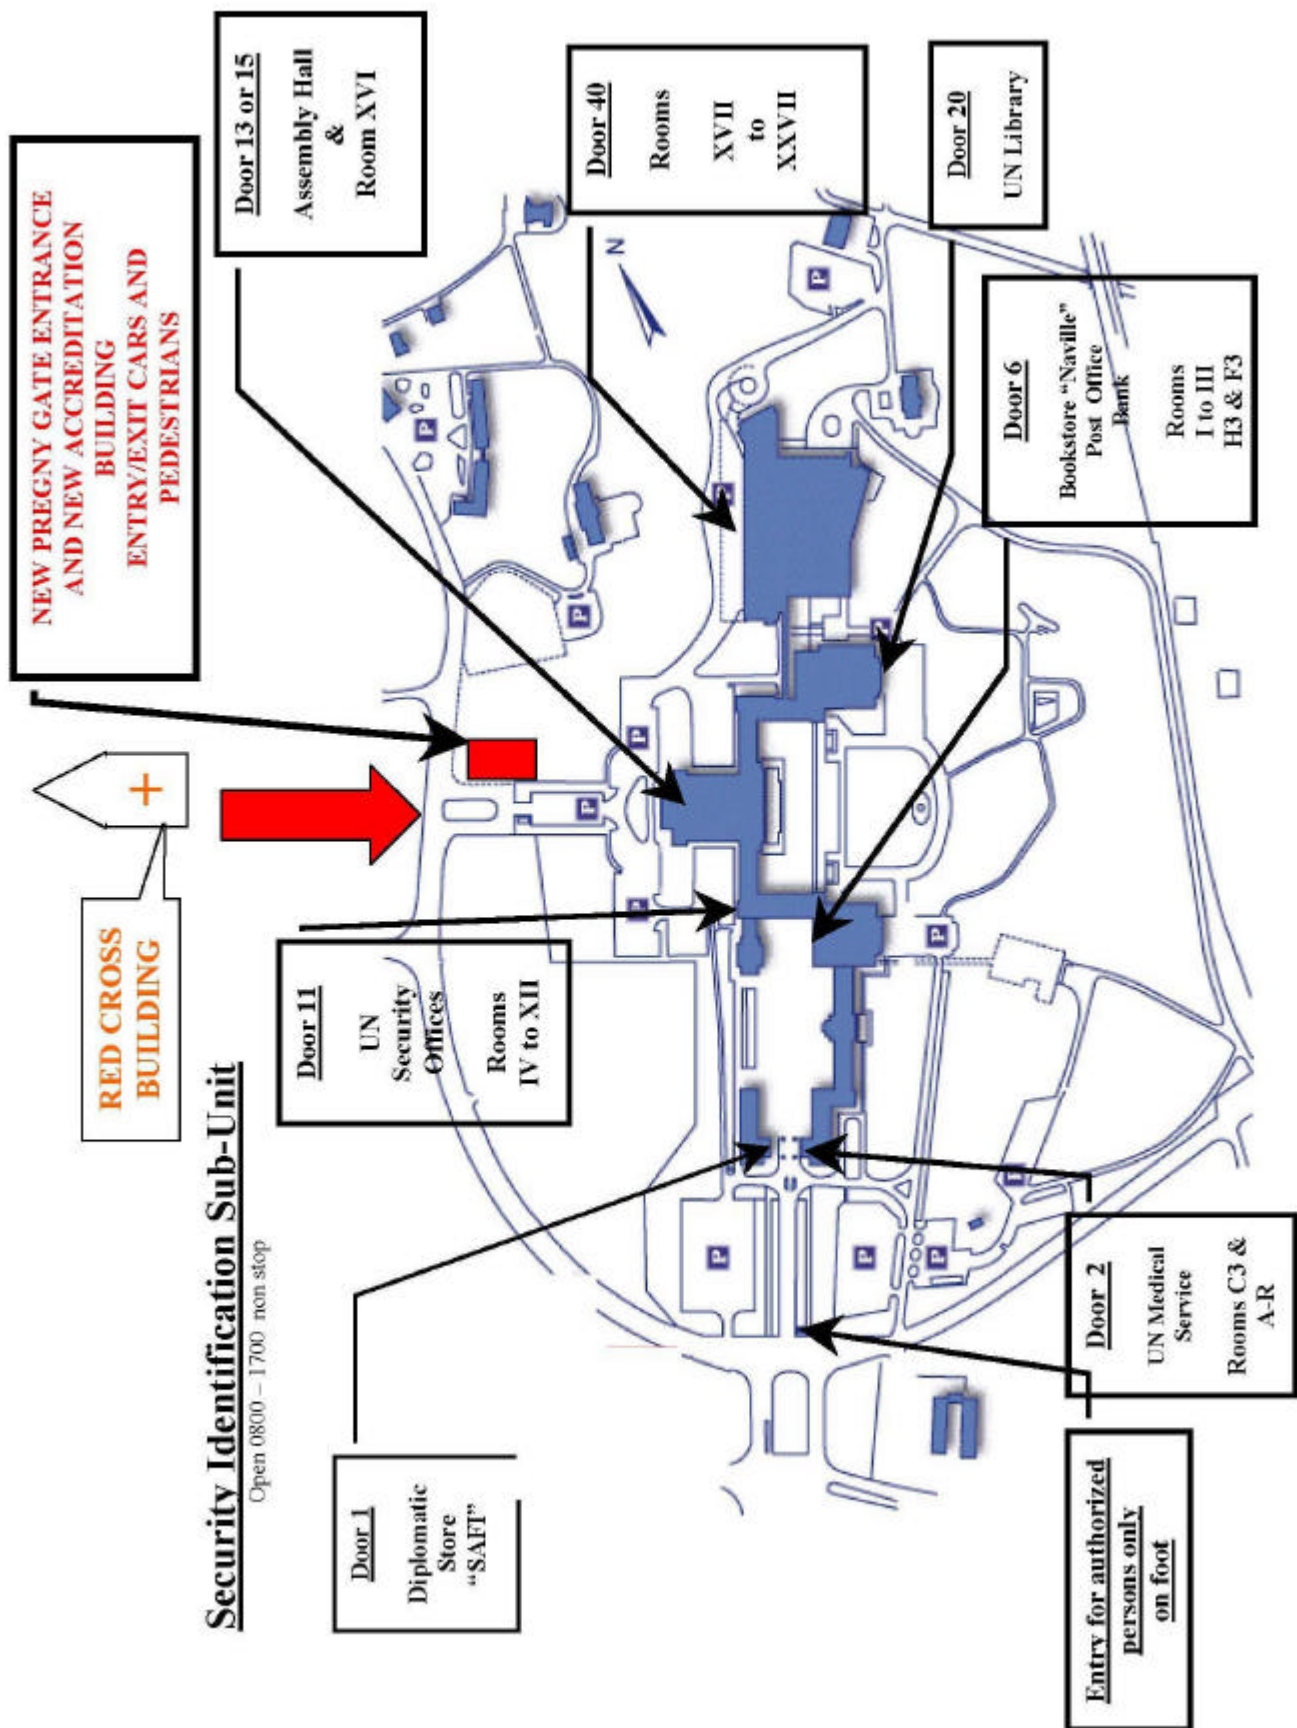 Security Identification Sub-Unit
Open 0800 – 1700 non stop
RED CROSS
BUILDING
NEW PREGNY GATE ENTRANCE
AND NEW ACCREDITATION
BUILDING
ENTRY/EXIT CARS AND
PEDESTRIANS
Door 1
Diplomatic
Store
“SAFI”
Door 11
UN
Security
Offices
Rooms
IV to XII
Door 13 or 15
Assembly Hall
&
Room XVI
Door 40
Rooms
XVII
to
XXVII
Door 20
UN Library
Door 6
Bookstore “Naville”
Post Office
Bank
Rooms
I to III
H3 & F3
Door 2
UN Medical
Service
Rooms C3 &
A-R
Entry for authorized
persons only
on foot
N
P
P
P
P
P
P
P
P
P
P
P
P